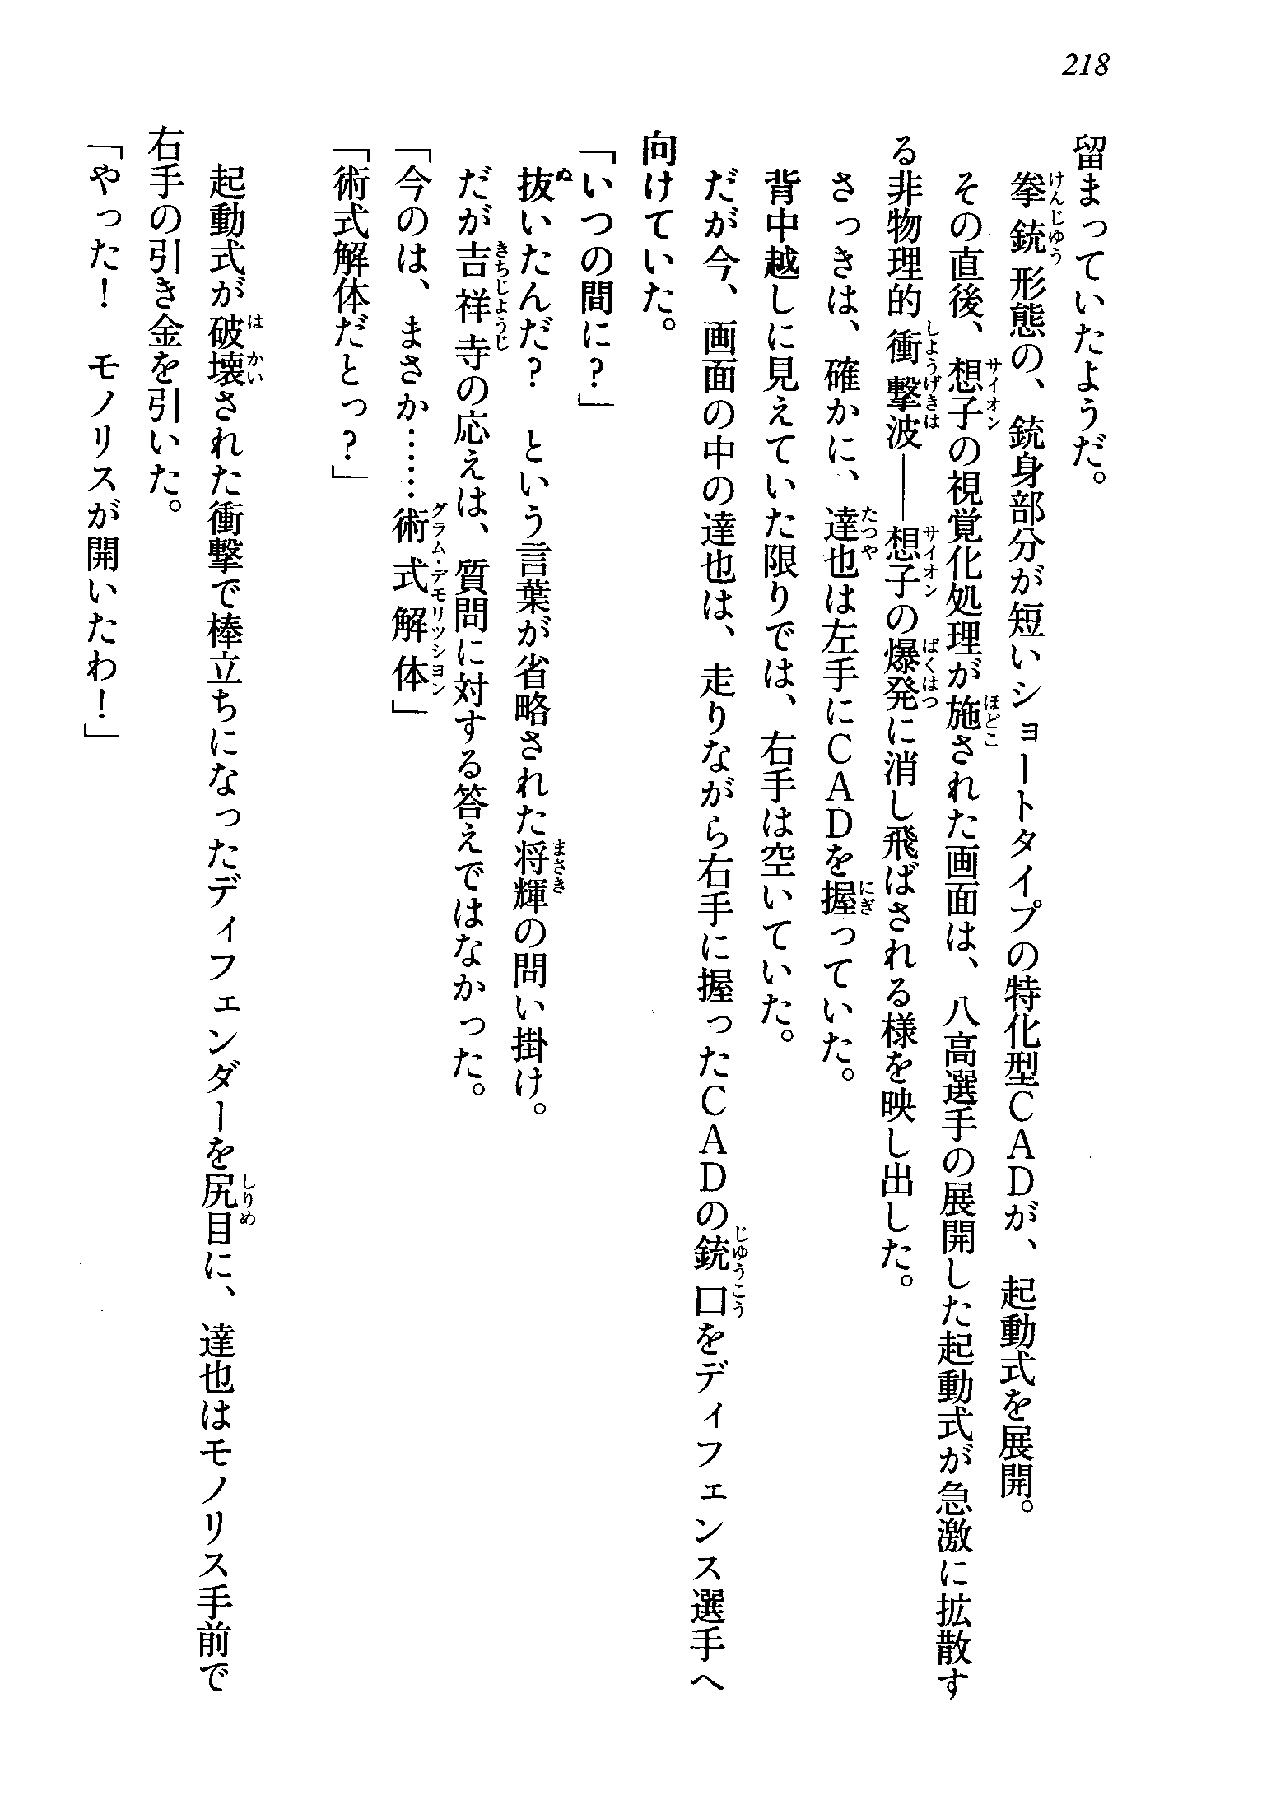 218
留まっていたようだ。
拳銃形態の、銃身部分が短いショートタイプの特化型ＣＡＤが、起動式を展開。
その直後、想子の視覚化処理が施された画面は、八高選手の展開した起動式が急激に拡散す
る非物理的衝撃波――想子の爆発に消し飛ばされる様を映し出した。
さっきは、確かに、達也は左手にＣＡＤを握っていた。
背中越しに見えていた限りでは、右手は空いていた。
だが今、画面の中の達也は、走りながら右手に握ったＣＡＤの銃口をディフェンス選手へ
向けていた。
「いつの間に？」
抜いたんだ？　という言葉が省略された将輝の問い掛け。
だが吉祥寺の応えは、質問に対する答えではなかった。
「今のは、まさか……術式解体」
「術式解体だとっ？」
起動式が破壊された衝撃で棒立ちになったディフェンダーを尻目に、達也はモノリス手前で
右手の引き金を引いた。
「やった！　モノリスが開いたわ！」